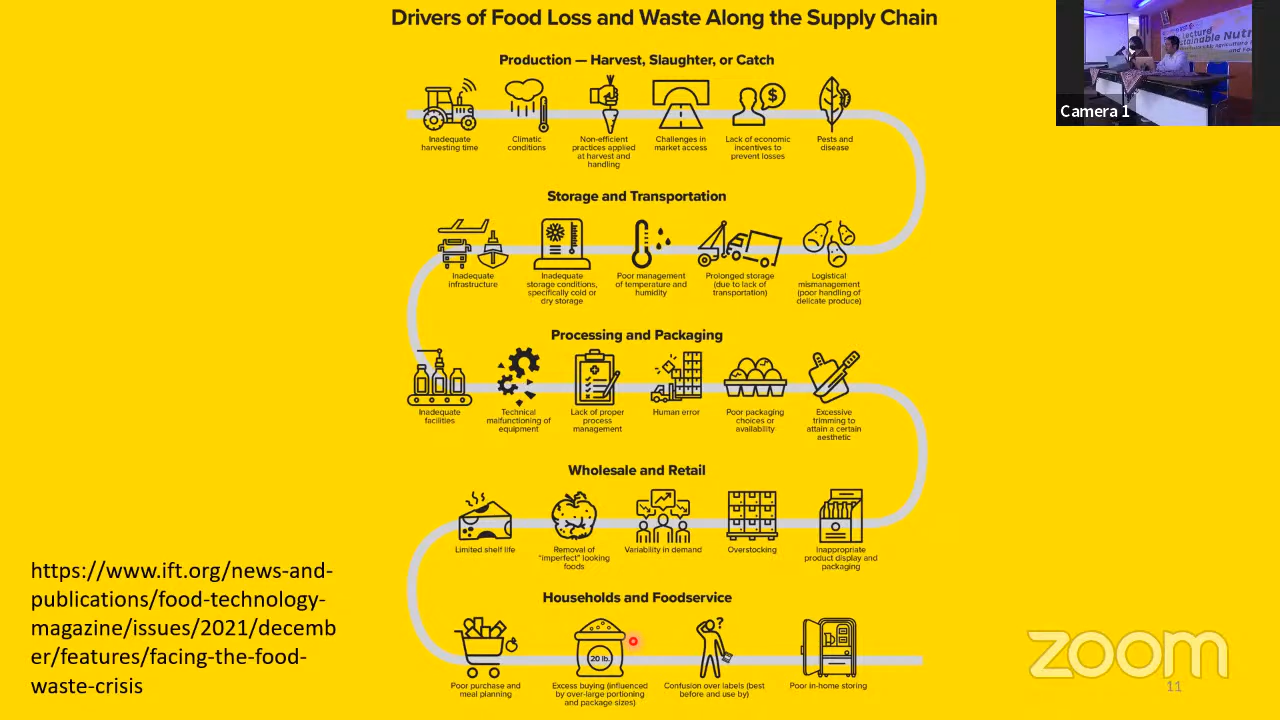 Drivers of Food Loss and Waste Along the Supply Chain
Production — Harvest, Slaughter, or Catch
Inadequate
harvesting time
Climatic
conditions
Non-efficient
practices applied
at harvest and
handling
Challenges in
market access
Lack of economic
incentives to
prevent losses
Pests and
disease
Storage and Transportation
Inadequate
infrastructure
Inadequate
storage conditions,
specifically cold or
dry storage
Poor management
of temperature and
humidity
Prolonged storage
(due to lack of
transportation)
Logistical
mismanagement
(poor handling of
delicate produce)
Processing and Packaging
Inadequate
facilities
Technical
malfunctioning of
equipment
Lack of proper
process
management
Human error
Poor packaging
choices or
availability
Excessive
trimming to
attain a certain
aesthetic
Wholesale and Retail
Limited shelf life
Removal of
"imperfect" looking
foods
Variability in demand
Overstocking
Inappropriate
product display and
packaging
Households and Foodservice
20 lb.
Poor purchase and
meal planning
Excess buying (influenced
by over-large portioning
and package sizes)
?
Confusion over labels (best
before and use by)
Poor in-home storing
https://www.ift.org/news-and-
publications/food-technology-
magazine/issues/2021/decemb
er/features/facing-the-food-
waste-crisis
Lecture
Camera 1
zoom
11